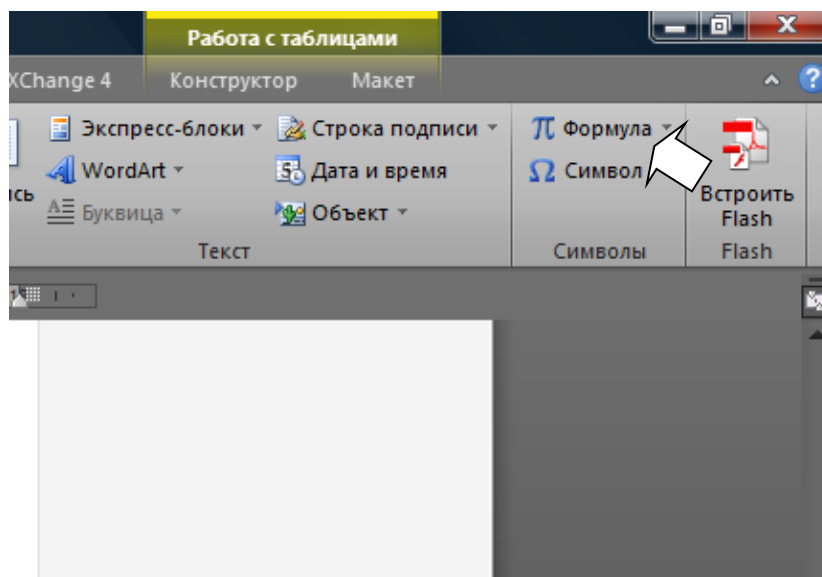 Работа с таблицами
XChange 4 Конструктор Макет
Экспресс-блоки Строка подписи π Формула
WordArt Дата и время Ω Символ
Буквица Объект Встроить
Flash
Текст Символы Flash